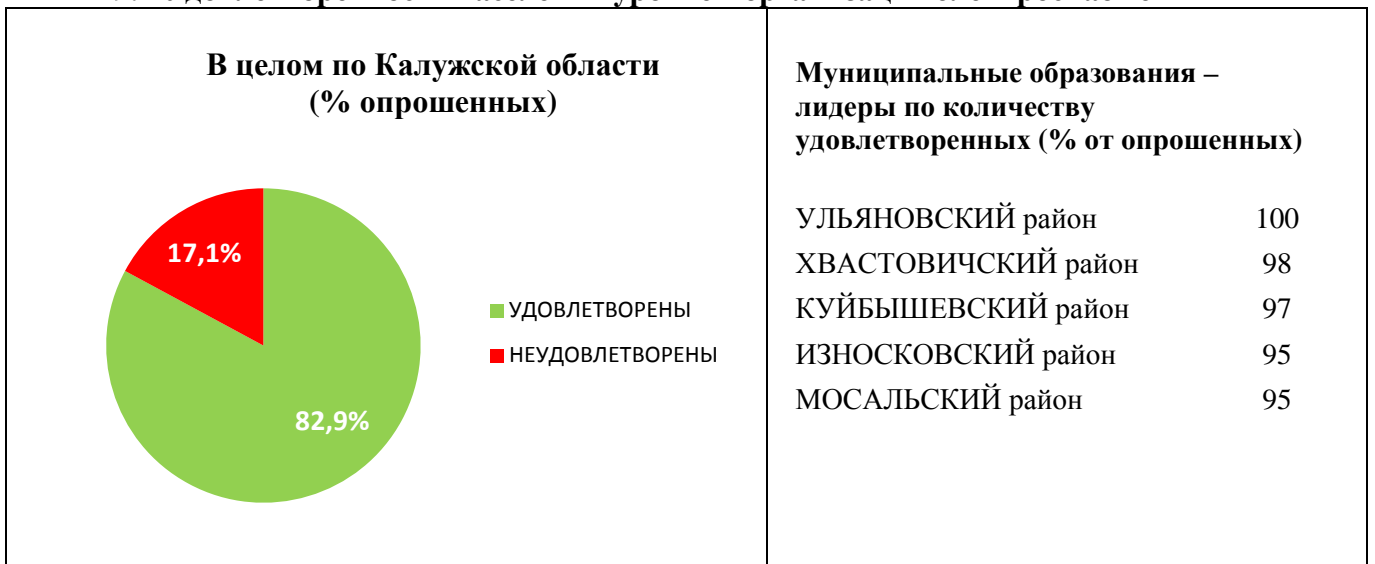 В целом по Калужской области
(% опрошенных)
17,1%
82,9%
УДОВЛЕТВОРЕНЫ
НЕУДОВЛЕТВОРЕНЫ
Муниципальные образования –
лидеры по количеству
удовлетворенных (% от опрошенных)
УЛЬЯНОВСКИЙ район 100
ХВАСТОВИЧСКИЙ район 98
КУЙБЫШЕВСКИЙ район 97
ИЗНОСКОВСКИЙ район 95
МОСАЛЬСКИЙ район 95